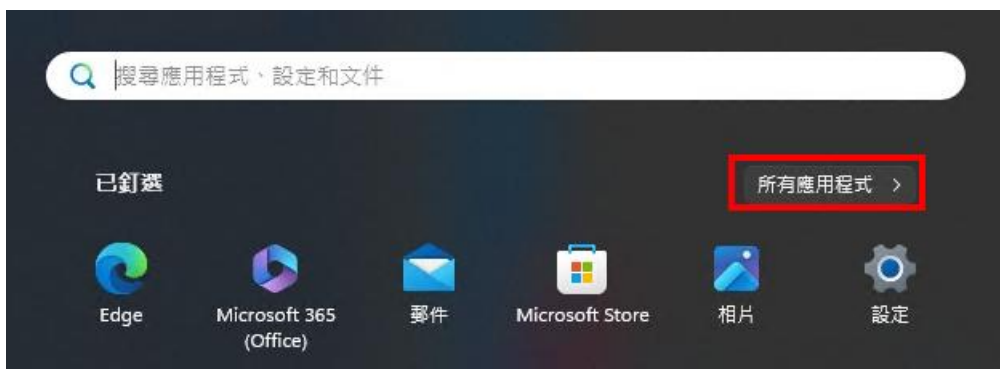 搜尋應用程式、設定和文件
已釘選
所有應用程式 >
Edge
Microsoft 365
(Office)
郵件
Microsoft Store
相片
設定